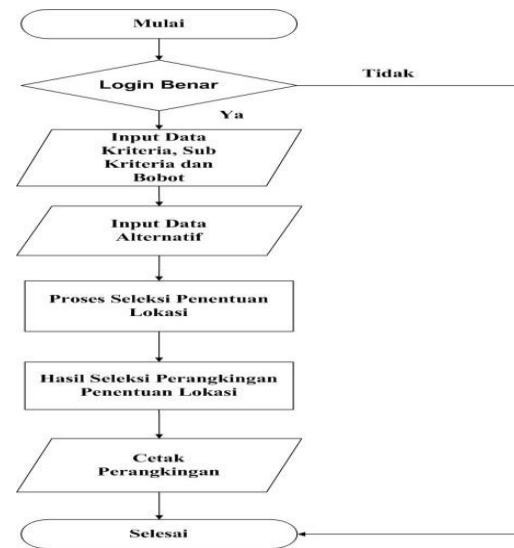 Mulai
Login Benar
Tidak
Ya
Input Data
Kriteria, Sub
Kriteria dan
Bobot
Input Data
Alternatif
Proses Seleksi Penentuan
Lokasi
Hasil Seleksi Perangkingan
Penentuan Lokasi
Cetak
Perangkingan
Selesai